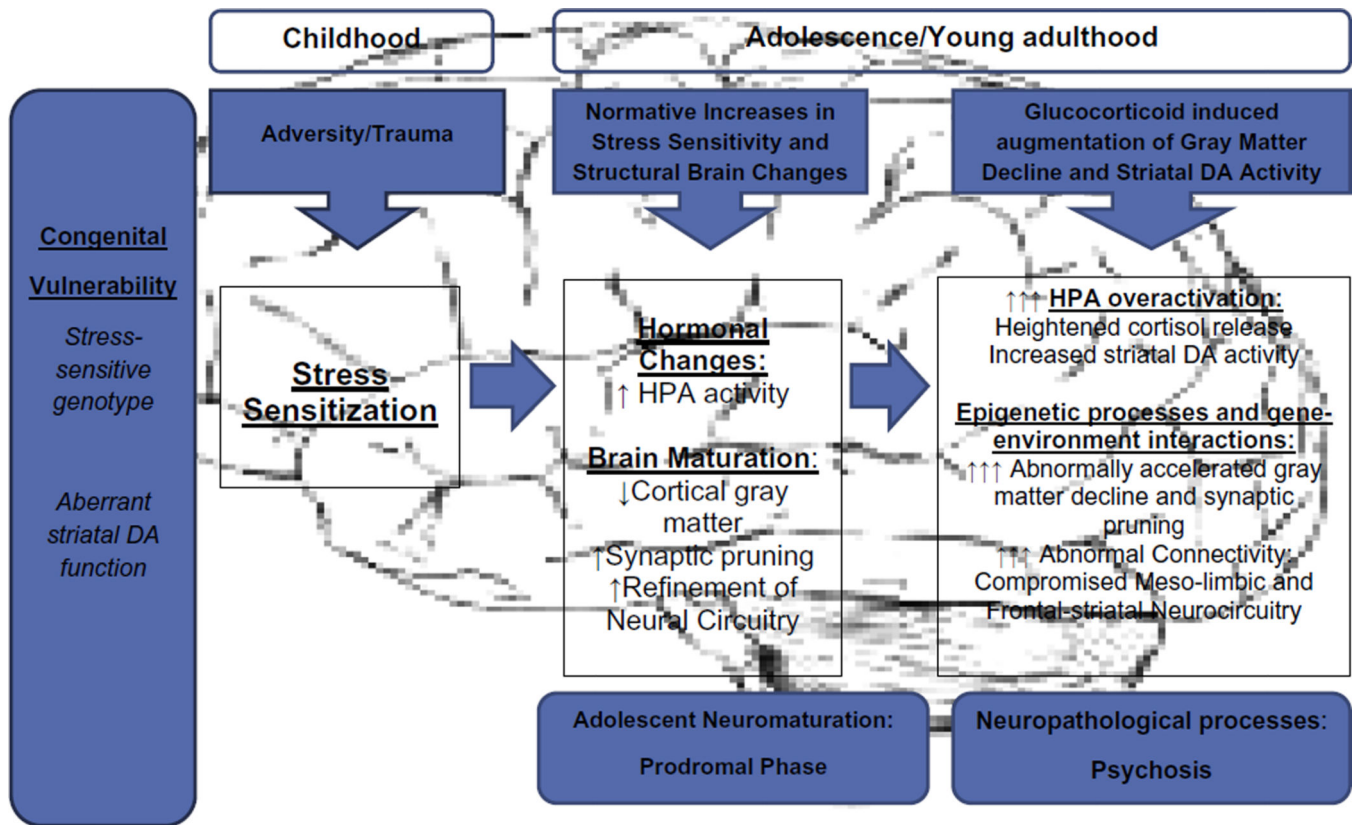 Childhood
Adolescence/Young adulthood
Congenital
Vulnerability
Stress-
sensitive
genotype
Aberrant
striatal DA
function
Adversity/Trauma
Stress
Sensitization
Normative Increases in
Stress Sensitivity and
Structural Brain Changes
Hormonal
Changes:
↑ HPA activity
Brain Maturation:
↓Cortical gray
matter
↑Synaptic pruning
↑Refinement of
Neural Circuitry
Adolescent Neuromaturation:
Prodromal Phase
Glucocorticoid induced
augmentation of Gray Matter
Decline and Striatal DA Activity
↑↑↑ HPA overactivation:
Heightened cortisol release
Increased striatal DA activity
Epigenetic processes and gene-
environment interactions:
↑↑↑ Abnormally accelerated gray
matter decline and synaptic
pruning
↑↑↑ Abnormal Connectivity:
Compromised Meso-limbic and
Frontal-striatal Neurocircuitry
Neuropathological processes:
Psychosis